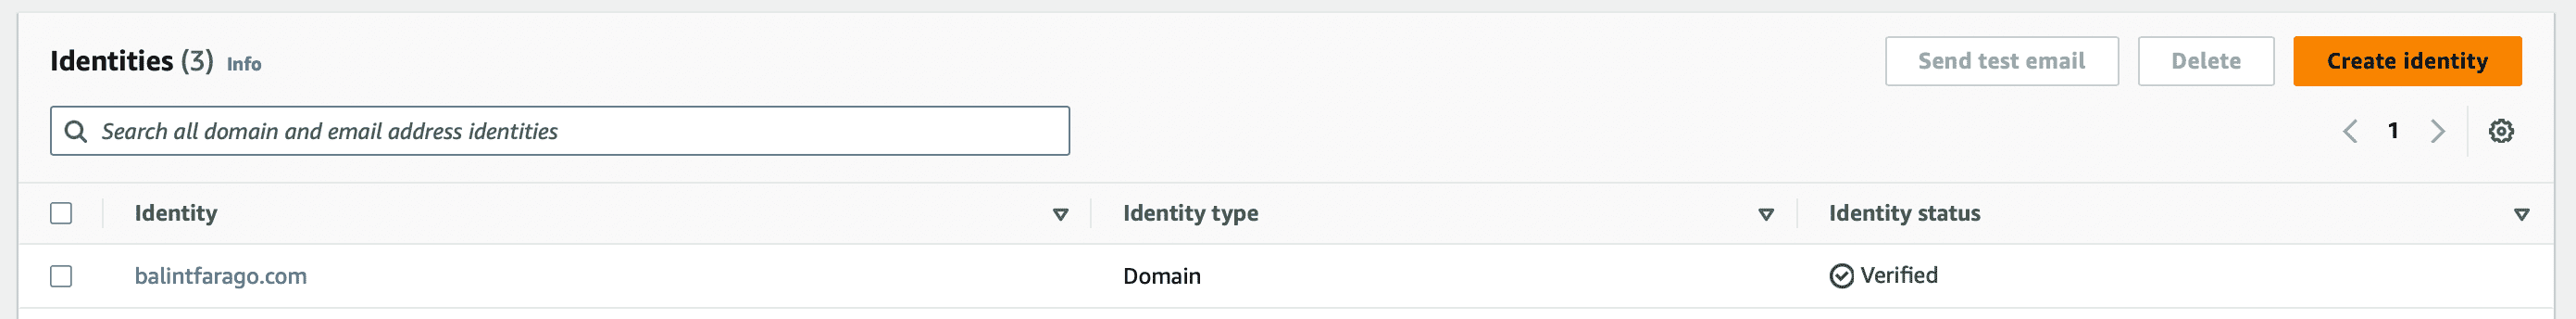 Identities (3) Info
Send test email Delete Create identity
Search all domain and email address identities
1
Identity Identity type Identity status
balintfarago.com Domain Verified